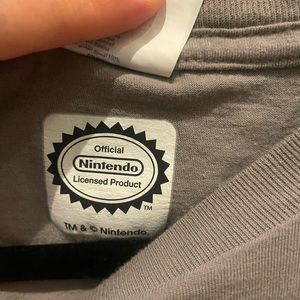 Official
Nintendo
Licensed Product
TM
TM & © Nintendo.